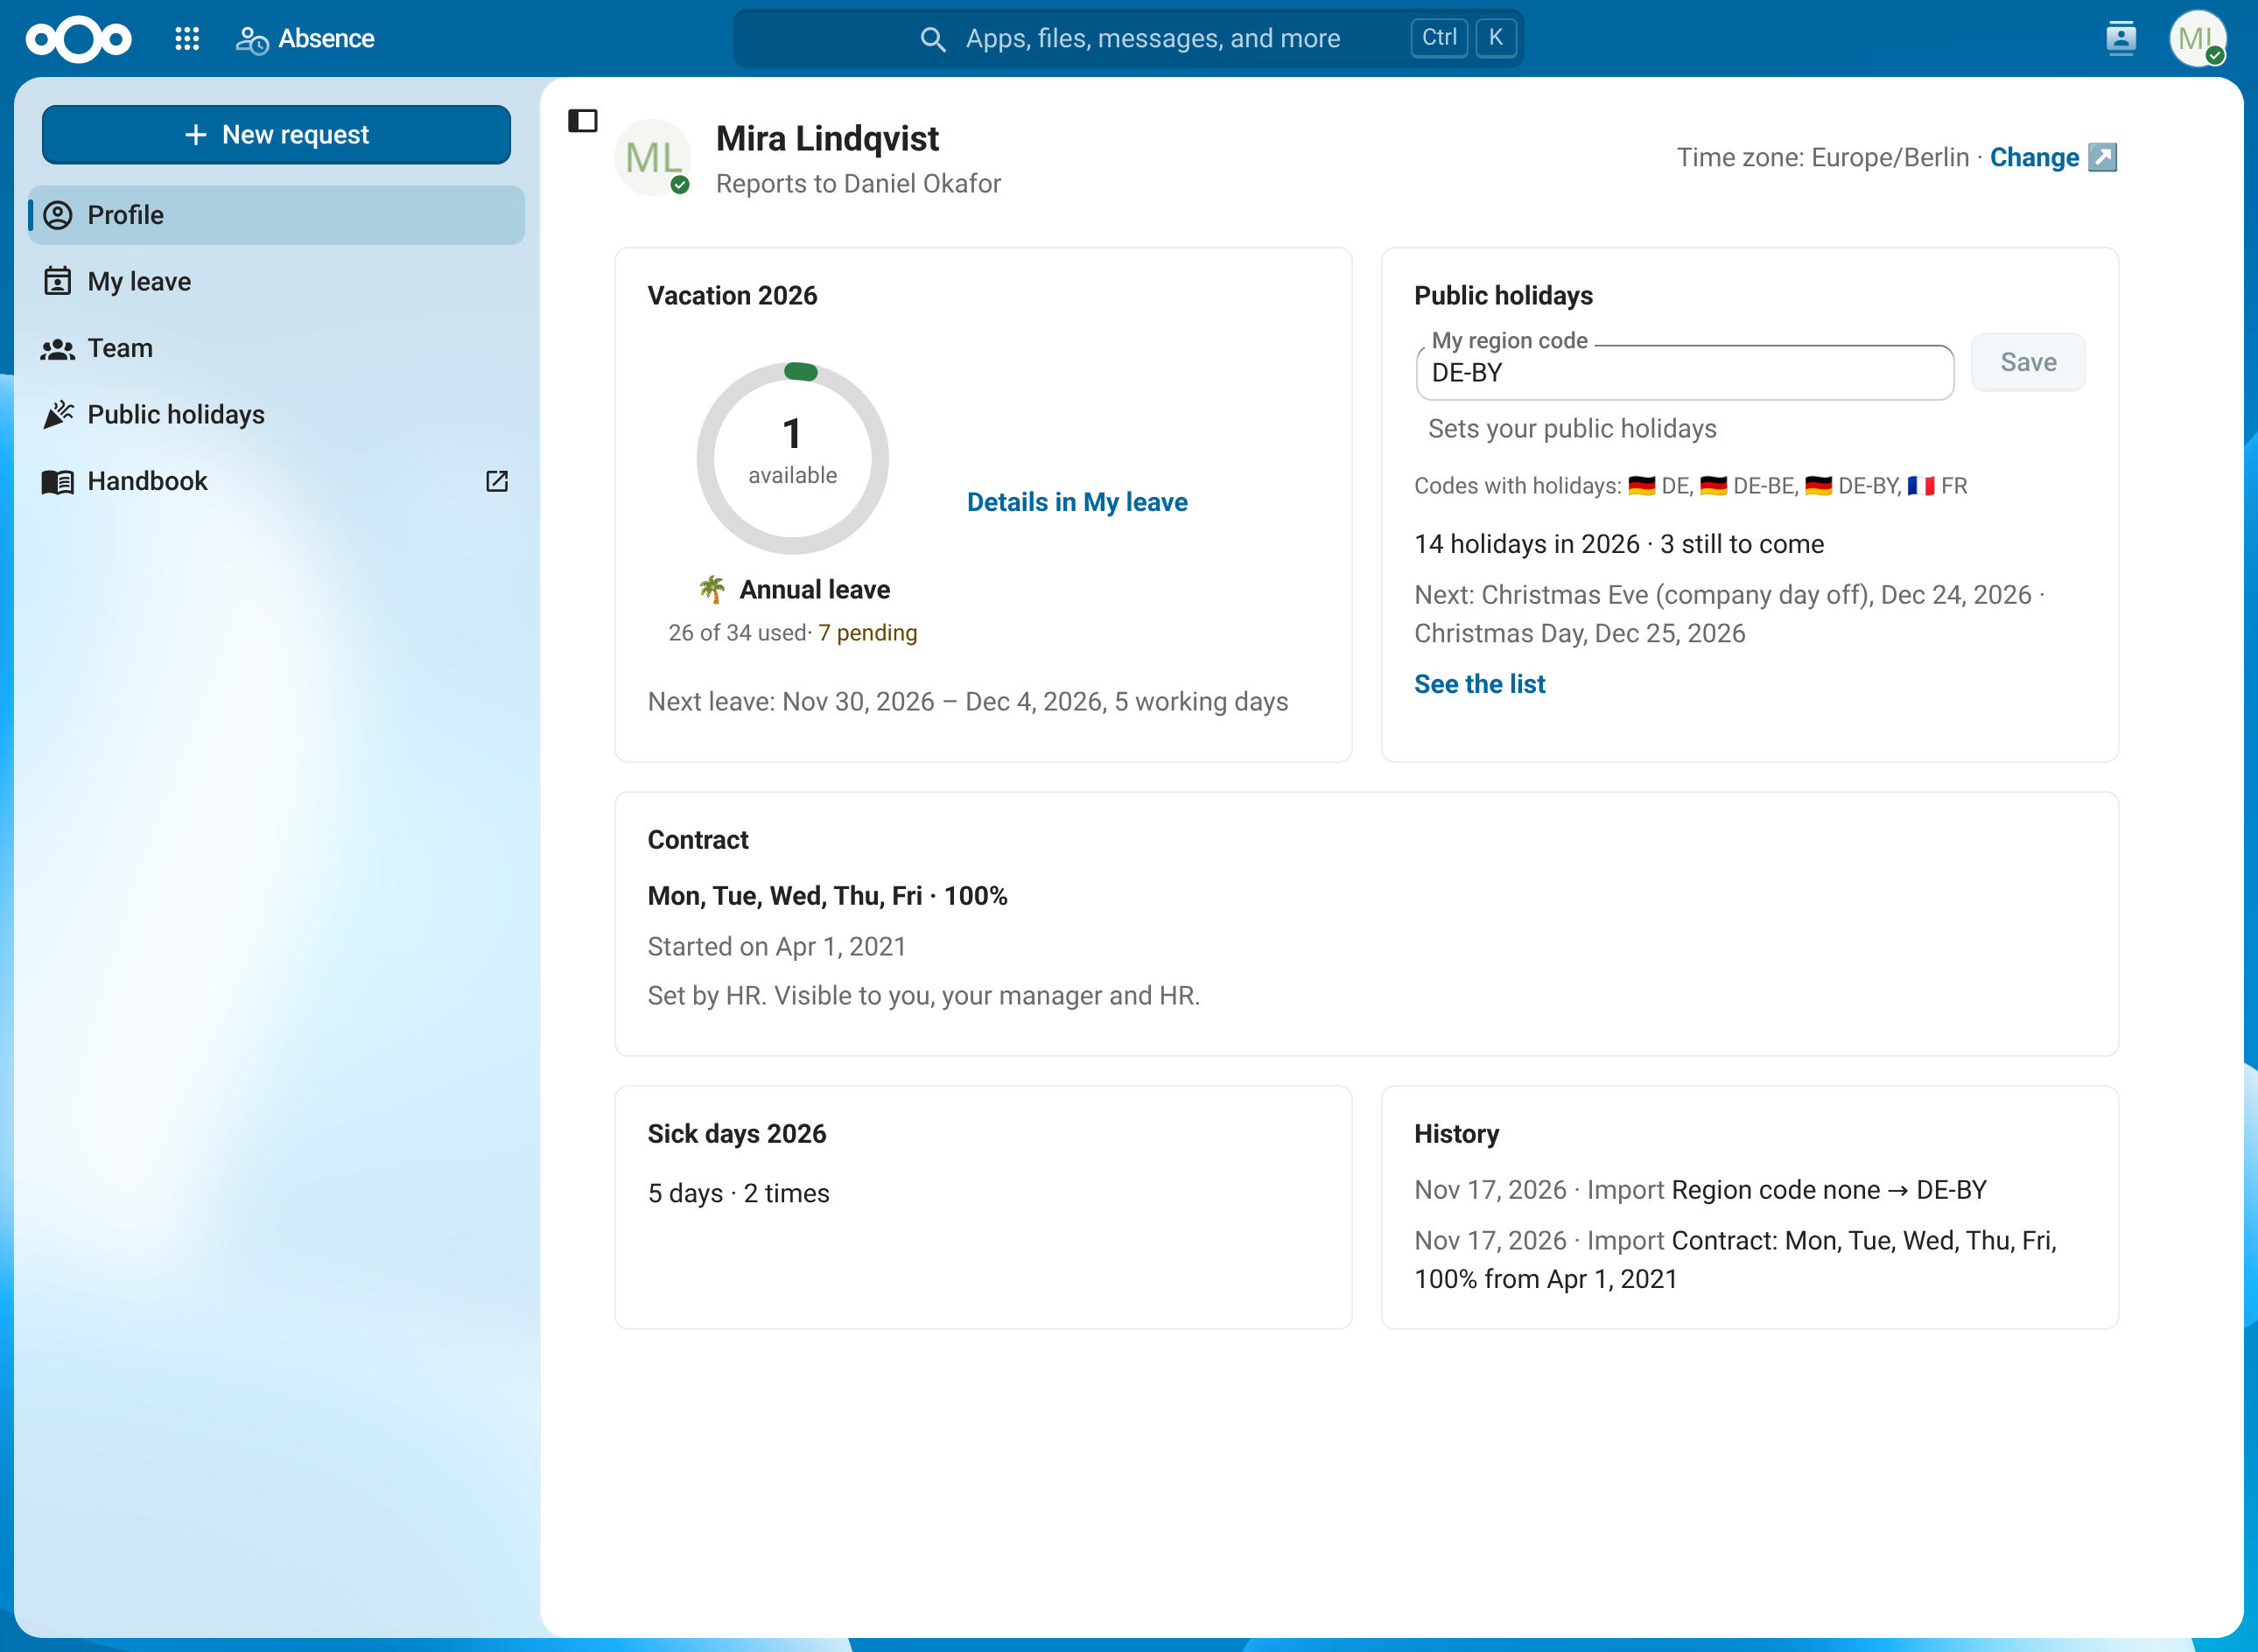 Absence
Apps, files, messages, and more
Ctrl K
ML
New request
Profile
My leave
Team
Public holidays
Handbook
ML
Mira Lindqvist
Reports to Daniel Okafor
Time zone: Europe/Berlin · Change
Vacation 2026
1
available
Details in My leave
Annual leave
26 of 34 used· 7 pending
Next leave: Nov 30, 2026 – Dec 4, 2026, 5 working days
Public holidays
My region code
DE-BY
Save
Sets your public holidays
Codes with holidays: 🇩🇪 DE, 🇩🇪 DE-BE, 🇩🇪 DE-BY, 🇫🇷 FR
14 holidays in 2026 · 3 still to come
Next: Christmas Eve (company day off), Dec 24, 2026 ·
Christmas Day, Dec 25, 2026
See the list
Contract
Mon, Tue, Wed, Thu, Fri · 100%
Started on Apr 1, 2021
Set by HR. Visible to you, your manager and HR.
Sick days 2026
5 days · 2 times
History
Nov 17, 2026 · Import Region code none → DE-BY
Nov 17, 2026 · Import Contract: Mon, Tue, Wed, Thu, Fri,
100% from Apr 1, 2021